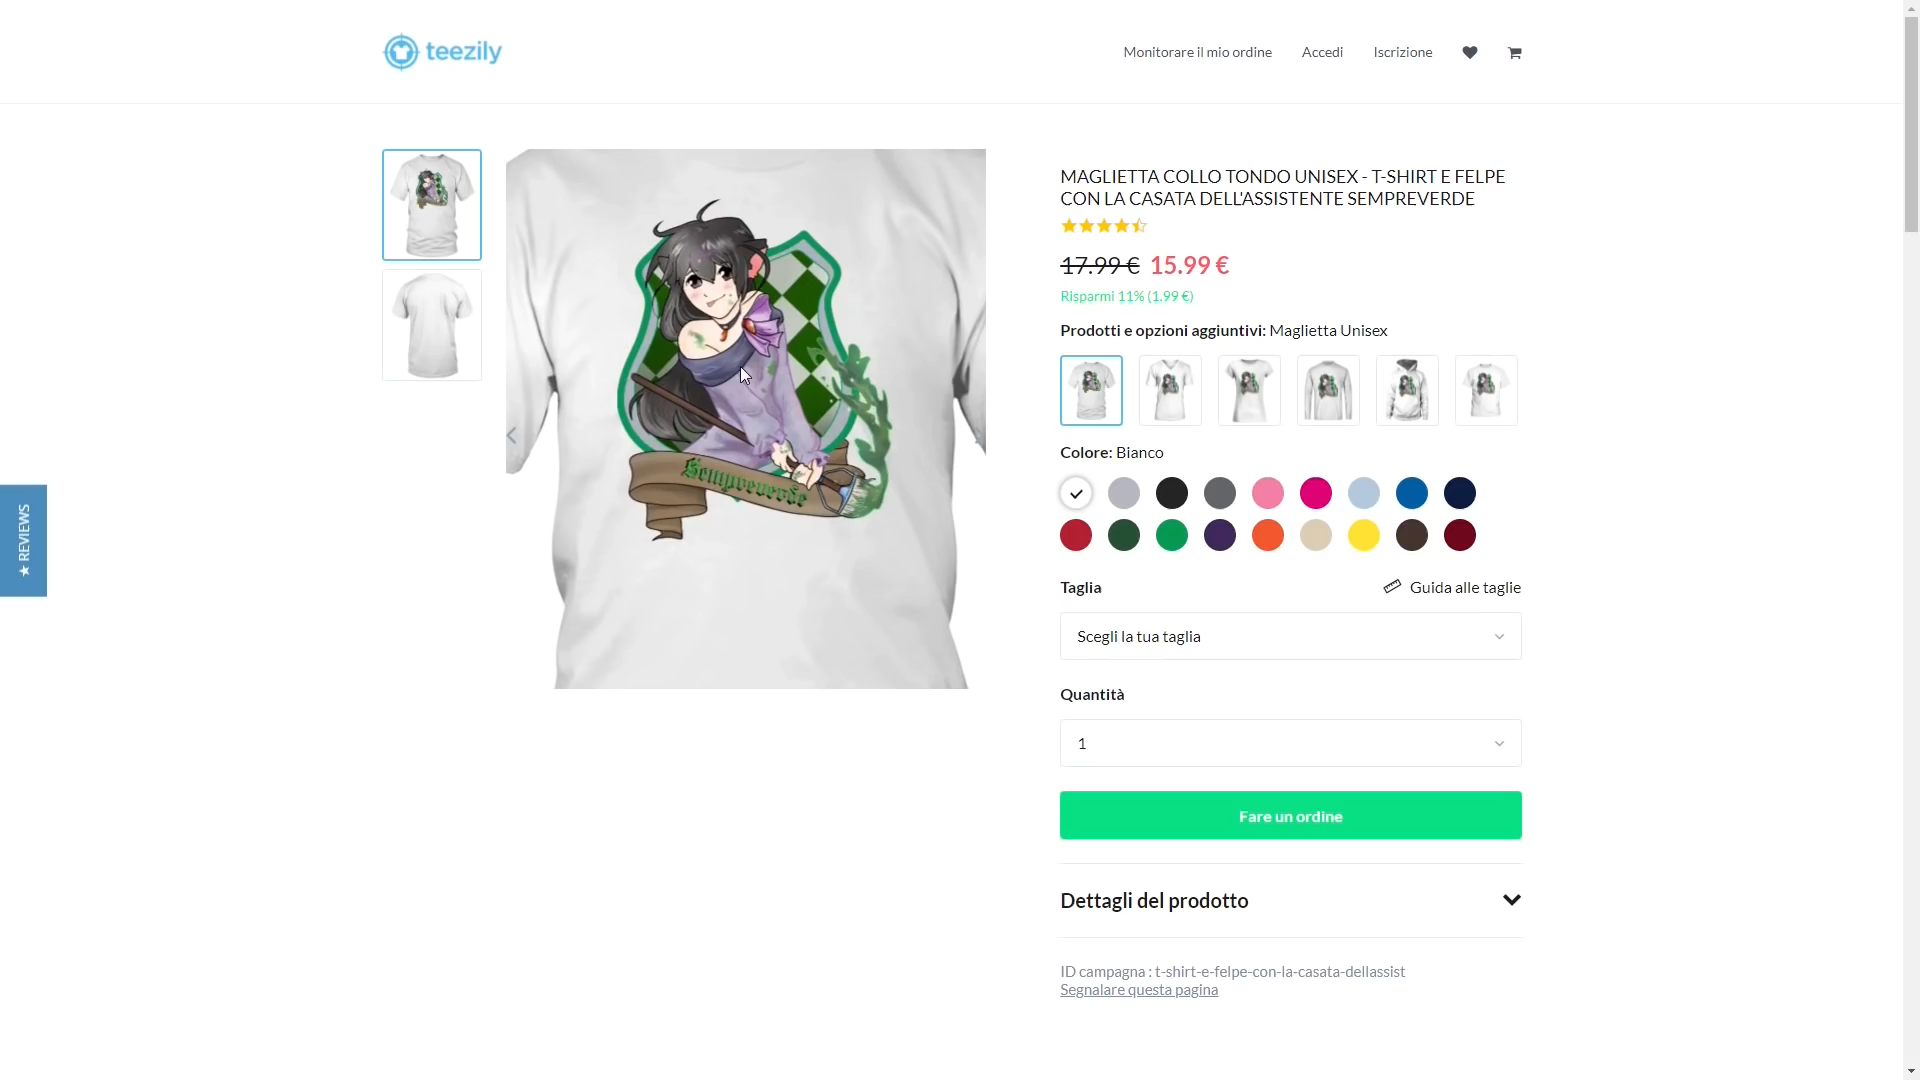 teezily
Monitorare il mio ordine
Accedi
Iscrizione
MAGLIETTA COLLO TONDO UNISEX - T-SHIRT E FELPE
CON LA CASATA DELL'ASSISTENTE SEMPREVERDE
17.99 € 15.99 €
Risparmi 11% (1.99 €)
Prodotti e opzioni aggiuntivi: Maglietta Unisex
Sempreverde
Colore: Bianco
★ REVIEWS
Taglia
Guida alle taglie
Scegli la tua taglia
Quantità
1
Fare un ordine
Dettagli del prodotto
ID campagna : t-shirt-e-felpe-con-la-casata-dellassist
Segnalare questa pagina